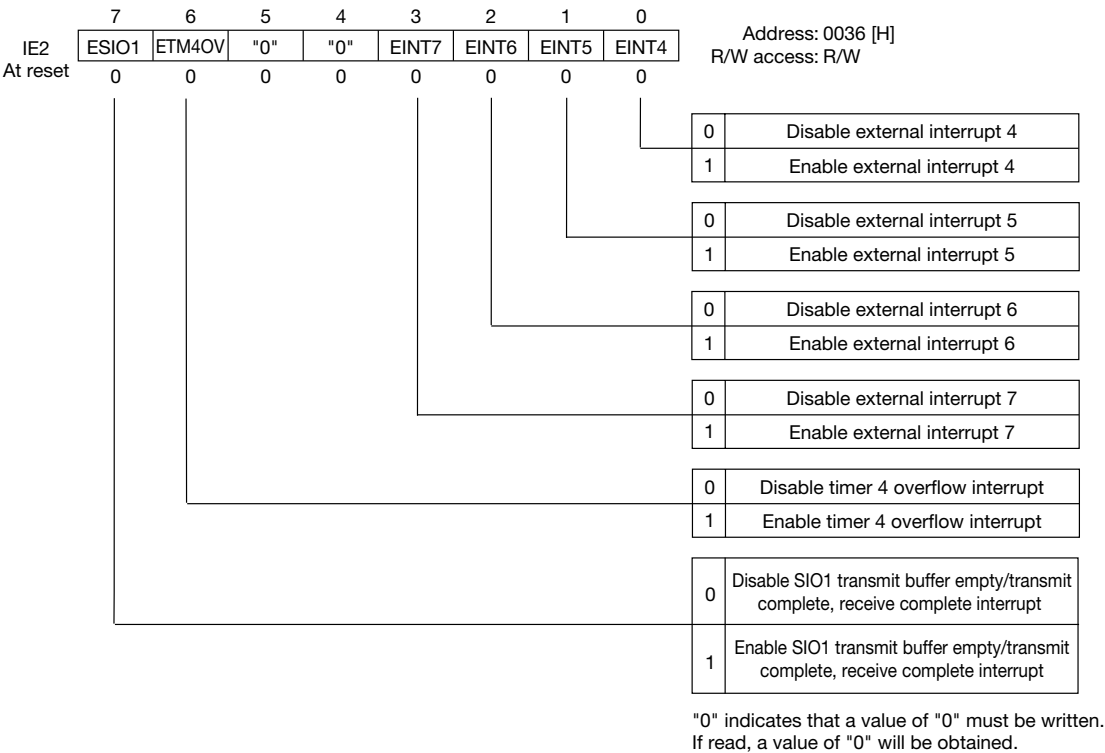 7 6 5 4 3 2 1 0
IE2 ESIO1 ETM4OV "0" "0" EINT7 EINT6 EINT5 EINT4
At reset 0 0 0 0 0 0 0 0
Address: 0036 [H]
R/W access: R/W
0 Disable external interrupt 4
1 Enable external interrupt 4
0 Disable external interrupt 5
1 Enable external interrupt 5
0 Disable external interrupt 6
1 Enable external interrupt 6
0 Disable external interrupt 7
1 Enable external interrupt 7
0 Disable timer 4 overflow interrupt
1 Enable timer 4 overflow interrupt
0 Disable SIO1 transmit buffer empty/transmit
complete, receive complete interrupt
1 Enable SIO1 transmit buffer empty/transmit
complete, receive complete interrupt
"0" indicates that a value of "0" must be written.
If read, a value of "0" will be obtained.